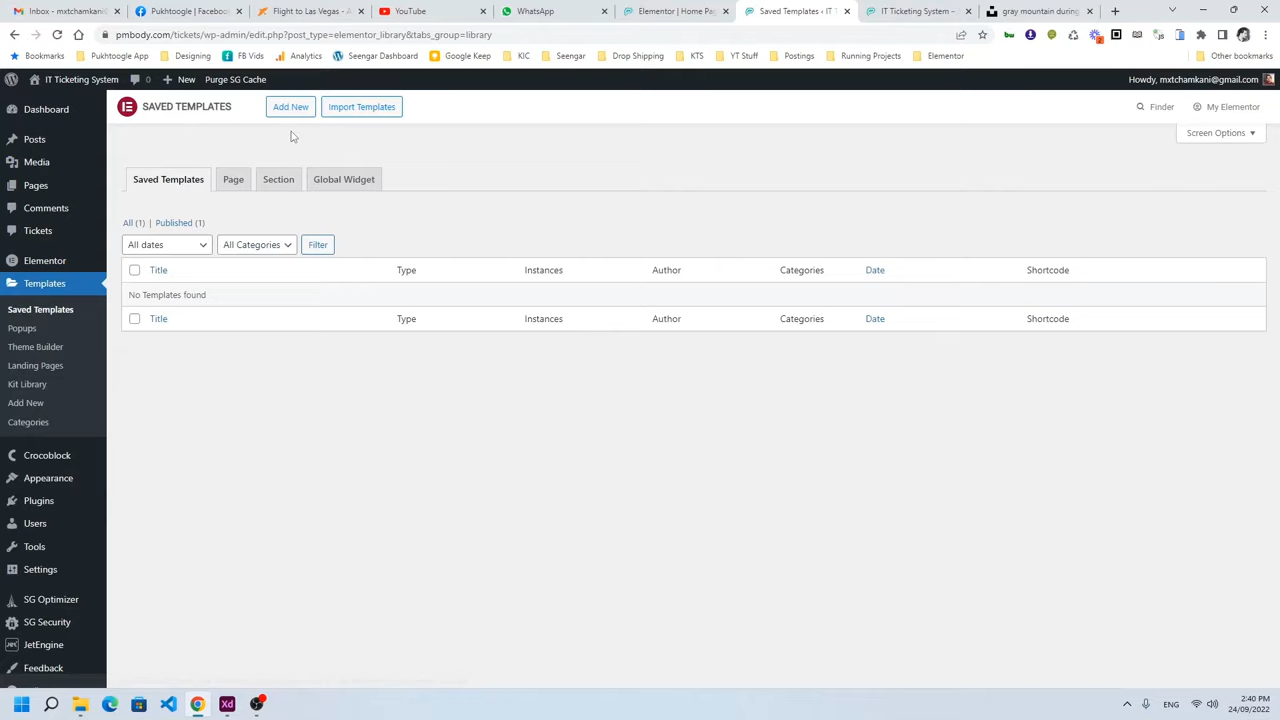 mxtchamkani@gmail.com
Pukhtoogle | Facebook
Flight to Las Vegas - A
YouTube
WhatsApp
Elementor | Home Page
Saved Templates ‹ IT T
IT Ticketing System –
gray mountain during
pmbody.com/tickets/wp-admin/edit.php?post_type=elementor_library&tabs_group=library
Bookmarks Pukhtoogle App Designing FB Vids Analytics Seengar Dashboard Google Keep KIC Seengar Drop Shipping KTS YT Stuff Postings Running Projects Elementor Other bookmarks
IT Ticketing System 0 New Purge SG Cache Howdy, mxtchamkani@gmail.com
SAVED TEMPLATES Add New Import Templates Finder My Elementor
Screen Options
Dashboard
Posts
Media
Pages
Comments
Tickets
Elementor
Templates
Saved Templates
Popups
Theme Builder
Landing Pages
Kit Library
Add New
Categories
Crocoblock
Appearance
Plugins
Users
Tools
Settings
SG Optimizer
SG Security
JetEngine
Feedback
Saved Templates Page Section Global Widget
All (1) | Published (1)
All dates All Categories Filter
Title Type Instances Author Categories Date Shortcode
No Templates found
Title Type Instances Author Categories Date Shortcode
Xd
ENG
2:40 PM
24/09/2022